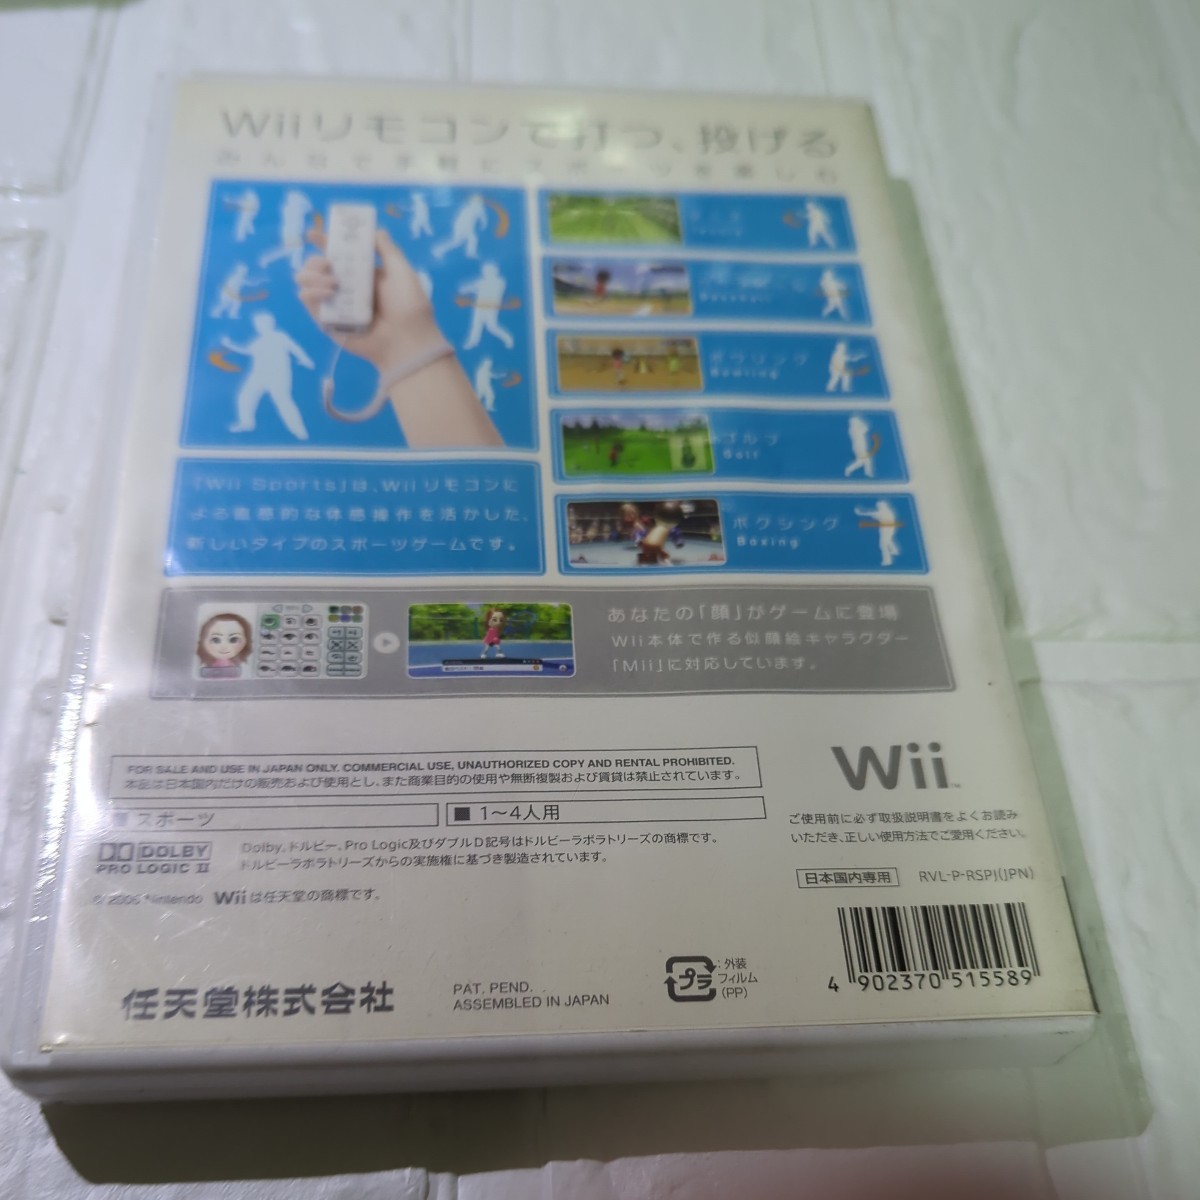 Wiiリモコンで打つ、投げる
みんなで手軽にスポーツを楽しむ
テニス
Tennis
Baseball
ボウリング
Bowling
ゴルフ
Golf
ボクシング
Boxing
「Wii Sports」は、Wiiリモコンに
よる直感的な体感操作を活かした、
新しいタイプのスポーツゲームです。
あなたの「顔」がゲームに登場
Wii本体で作る似顔絵キャラクター
「Mii」に対応しています。
FOR SALE AND USE IN JAPAN ONLY. COMMERCIAL USE, UNAUTHORIZED COPY AND RENTAL PROHIBITED.
本品は日本国内だけの販売および使用とし、また商業目的の使用や無断複製および賃貸は禁止されています。
Wii™
スポーツ
■ 1〜4人用
ご使用前に必ず取扱説明書をよくお読み
いただき、正しい使用方法でご愛用ください。
DOLBY
PRO LOGIC II
Dolby、ドルビー、Pro Logic及びダブルD記号はドルビーラボラトリーズの商標です。
ドルビーラボラトリーズからの実施権に基づき製造されています。
日本国内専用
RVL-P-RSPJ(JPN)
© 2006 Nintendo Wiiは任天堂の商標です。
任天堂株式会社
PAT. PEND.
ASSEMBLED IN JAPAN
プラ
:外装
フィルム
(PP)
4 902370 515589